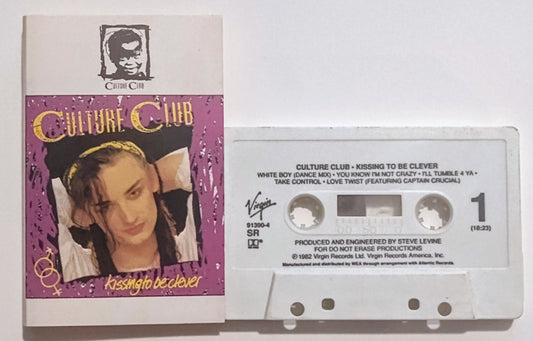 CULTURE CLUB
CULTURE CLUB
kissing to be clever
CULTURE CLUB • KISSING TO BE CLEVER
WHITE BOY (DANCE MIX) • YOU KNOW I'M NOT CRAZY • I'LL TUMBLE 4 YA •
TAKE CONTROL • LOVE TWIST (FEATURING CAPTAIN CRUCIAL)
Virgin
91390-4
SR
1
(18:23)
PRODUCED AND ENGINEERED BY STEVE LEVINE
FOR DO NOT ERASE PRODUCTIONS
℗ 1982 Virgin Records Ltd. Virgin Records America, Inc.
Manufactured and distributed by WEA through arrangement with Atlantic Records.